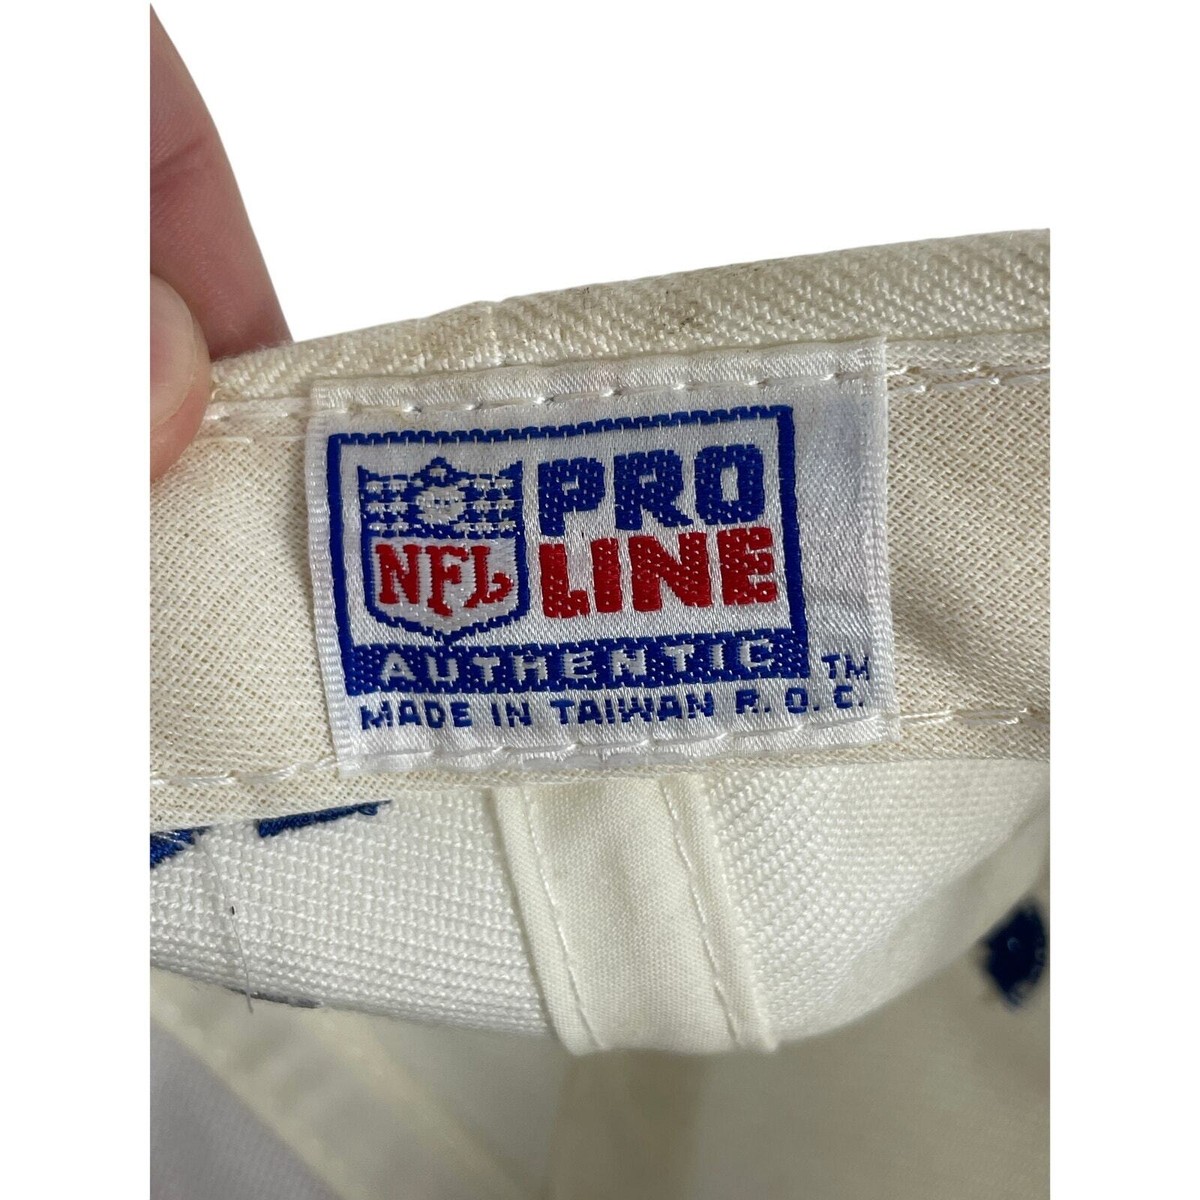 NFL
PRO
LINE
AUTHENTIC
TM
MADE IN TAIWAN R.O.C.